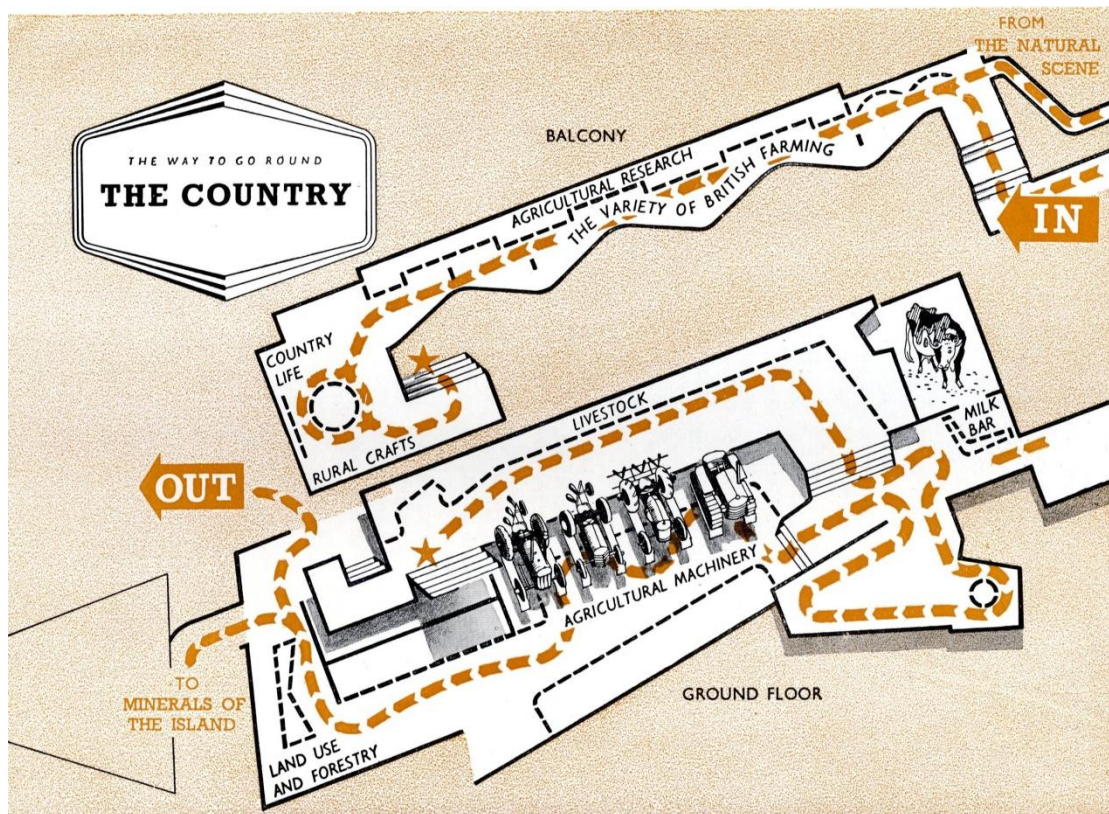 THE WAY TO GO ROUND
THE COUNTRY
FROM
THE NATURAL
SCENE
BALCONY
AGRICULTURAL RESEARCH
THE VARIETY OF BRITISH FARMING
IN
COUNTRY
LIFE
RURAL CRAFTS
LIVESTOCK
MILK
BAR
OUT
AGRICULTURAL MACHINERY
TO
MINERALS OF
THE ISLAND
GROUND FLOOR
LAND USE
AND FORESTRY